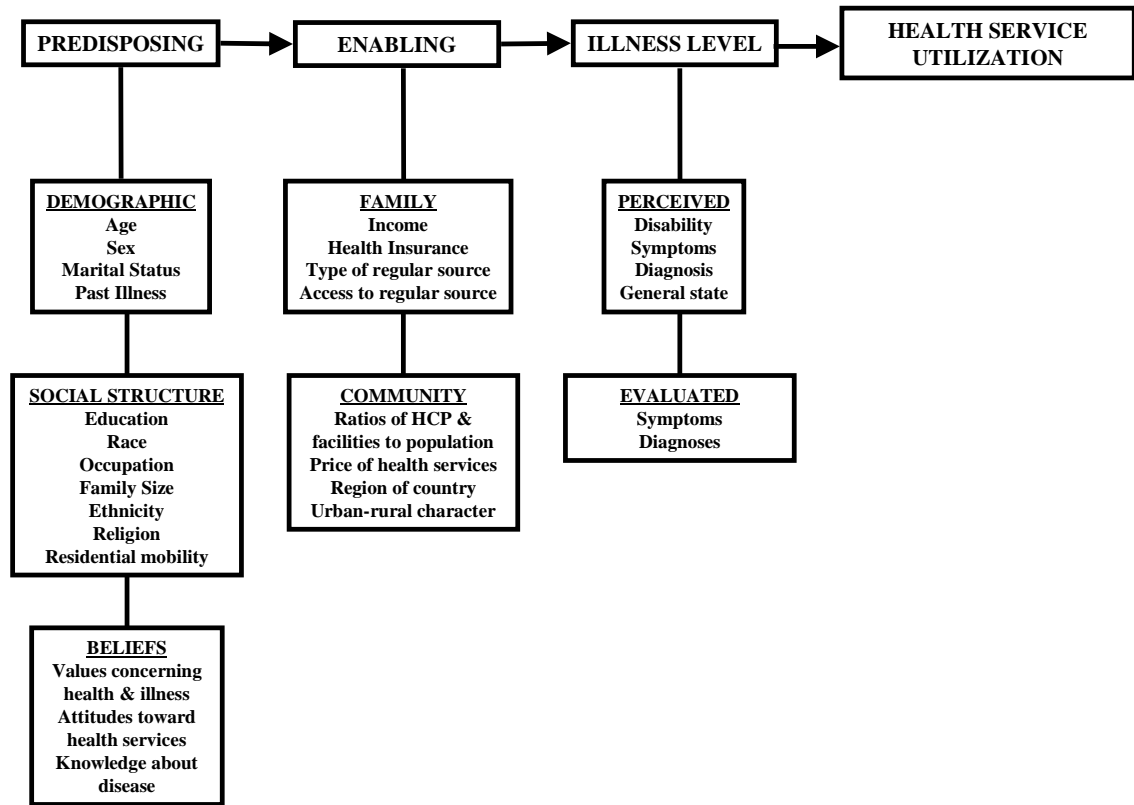 PREDISPOSING
ENABLING
ILLNESS LEVEL
HEALTH SERVICE
UTILIZATION
DEMOGRAPHIC
Age
Sex
Marital Status
Past Illness
FAMILY
Income
Health Insurance
Type of regular source
Access to regular source
PERCEIVED
Disability
Symptoms
Diagnosis
General state
SOCIAL STRUCTURE
Education
Race
Occupation
Family Size
Ethnicity
Religion
Residential mobility
COMMUNITY
Ratios of HCP &
facilities to population
Price of health services
Region of country
Urban-rural character
EVALUATED
Symptoms
Diagnoses
BELIEFS
Values concerning
health & illness
Attitudes toward
health services
Knowledge about
disease